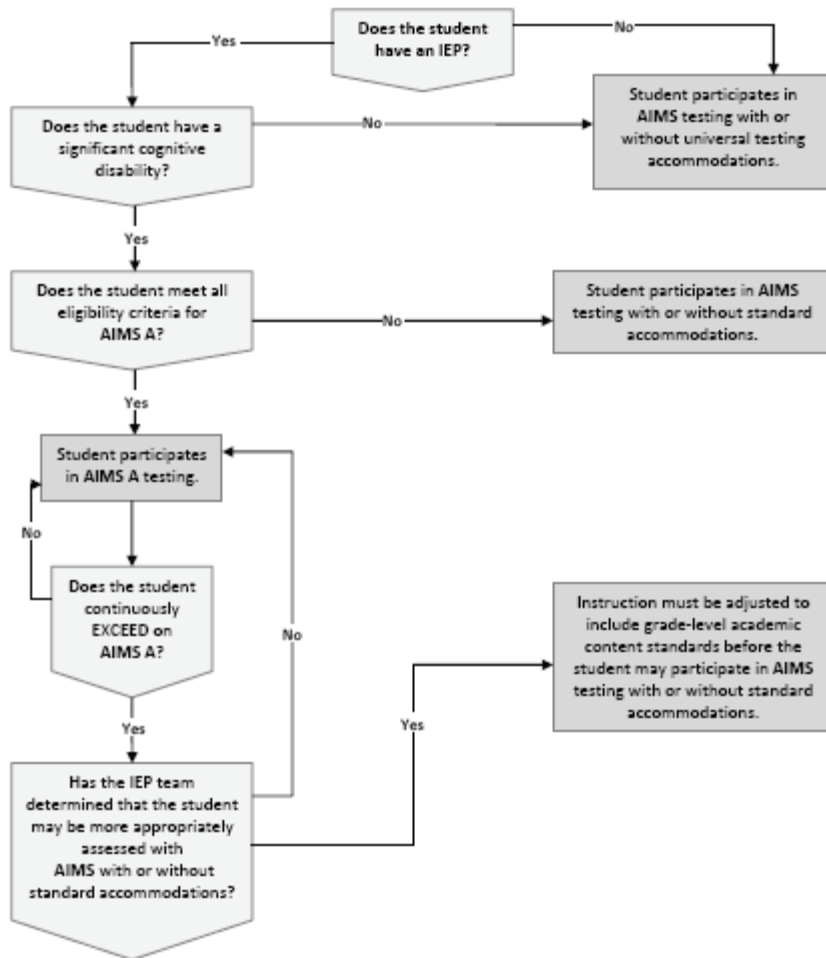 Does the student
have an IEP?
Yes
No
Student participates in
AIMS testing with or
without universal testing
accommodations.
Does the student have a
significant cognitive
disability?
No
Yes
Does the student meet all
eligibility criteria for
AIMS A?
No
Student participates in AIMS
testing with or without standard
accommodations.
Yes
Student participates
in AIMS A testing.
No
Does the student
continuously
EXCEED on
AIMS A?
No
Instruction must be adjusted to
include grade-level academic
content standards before the
student may participate in AIMS
testing with or without standard
accommodations.
Yes
Yes
Has the IEP team
determined that the student
may be more appropriately
assessed with
AIMS with or without
standard accommodations?